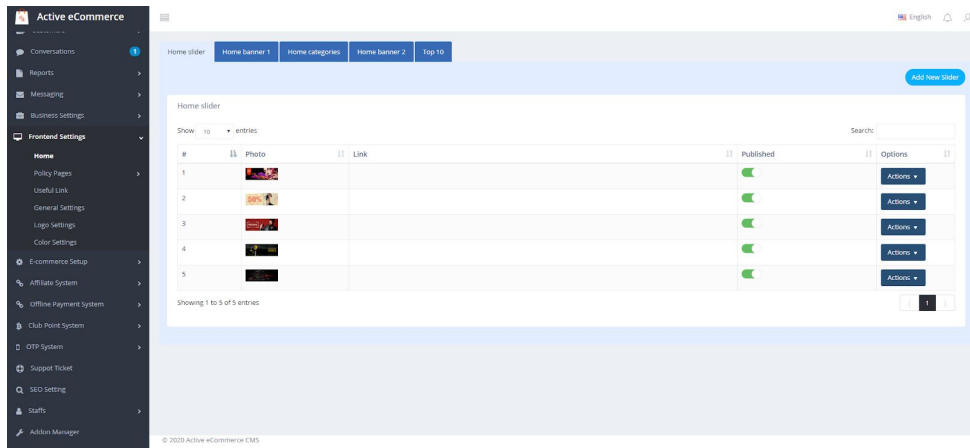 Active eCommerce
English
Conversations 1
Reports
Messaging
Business Settings
Frontend Settings
Home
Policy Pages
Useful Link
General Settings
Logo Settings
Color Settings
E-commerce Setup
Affiliate System
Offline Payment System
Club Point System
OTP System
Suppot Ticket
SEO Setting
Staffs
Addon Manager
Home slider Home banner 1 Home categories Home banner 2 Top 10
Add New Slider
Home slider
Show 10 entries Search:
# Photo Link Published Options
1 Actions
2 50% Actions
3 Actions
4 Actions
5 Actions
Showing 1 to 5 of 5 entries
1
© 2020 Active eCommerce CMS